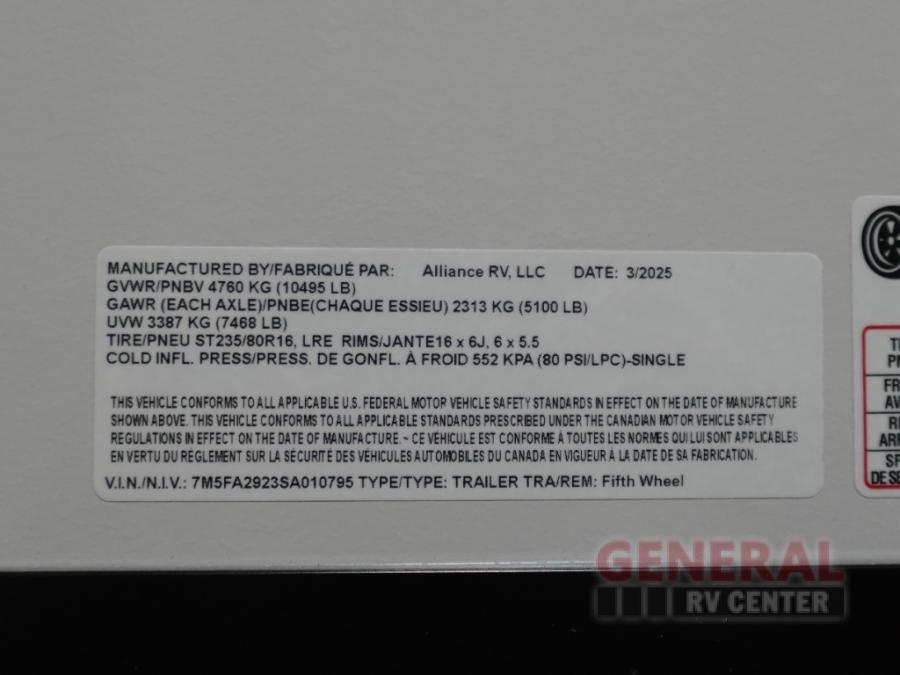 MANUFACTURED BY/FABRIQUÉ PAR: Alliance RV, LLC DATE: 3/2025
GVWR/PNBV 4760 KG (10495 LB)
GAWR (EACH AXLE)/PNBE(CHAQUE ESSIEU) 2313 KG (5100 LB)
UVW 3387 KG (7468 LB)
TIRE/PNEU ST235/80R16, LRE RIMS/JANTE16 x 6J, 6 x 5.5
COLD INFL. PRESS/PRESS. DE GONFL. À FROID 552 KPA (80 PSI/LPC)-SINGLE
THIS VEHICLE CONFORMS TO ALL APPLICABLE U.S. FEDERAL MOTOR VEHICLE SAFETY STANDARDS IN EFFECT ON THE DATE OF MANUFACTURE
SHOWN ABOVE. THIS VEHICLE CONFORMS TO ALL APPLICABLE STANDARDS PRESCRIBED UNDER THE CANADIAN MOTOR VEHICLE SAFETY
REGULATIONS IN EFFECT ON THE DATE OF MANUFACTURE. ~ CE VÉHICULE EST CONFORME À TOUTES LES NORMES QUI LUI SONT APPLICABLES
EN VERTU DU RÈGLEMENT SUR LA SÉCURITÉ DES VÉHICULES AUTOMOBILES DU CANADA EN VIGUEUR À LA DATE DE SA FABRICATION.
V.I.N./N.I.V.: 7M5FA2923SA010795 TYPE/TYPE: TRAILER TRA/REM: Fifth Wheel
GENERAL
RV CENTER